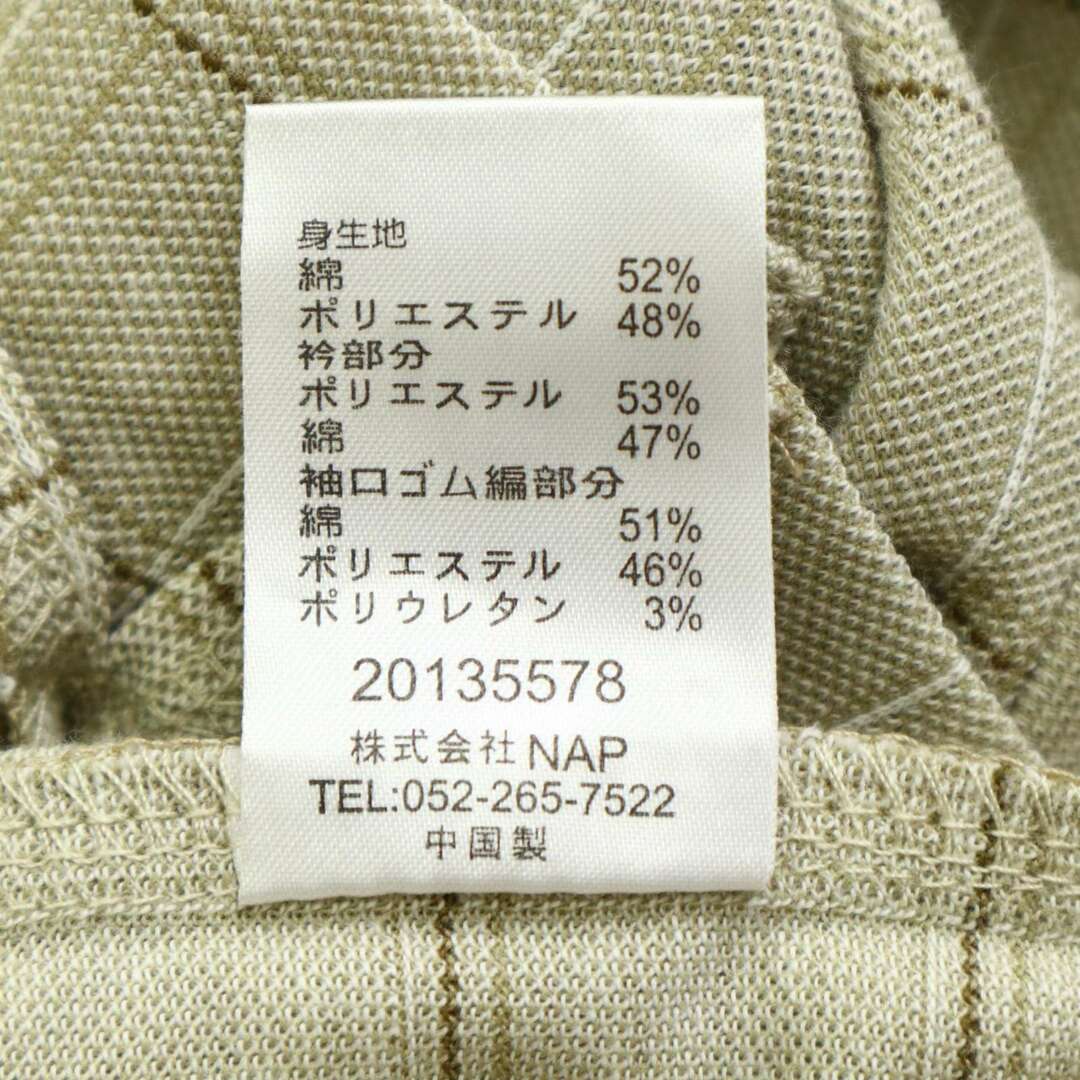 身生地
綿 52%
ポリエステル 48%
衿部分
ポリエステル 53%
綿 47%
袖口ゴム編部分
綿 51%
ポリエステル 46%
ポリウレタン 3%
20135578
株式会社 NAP
TEL:052-265-7522
中国製